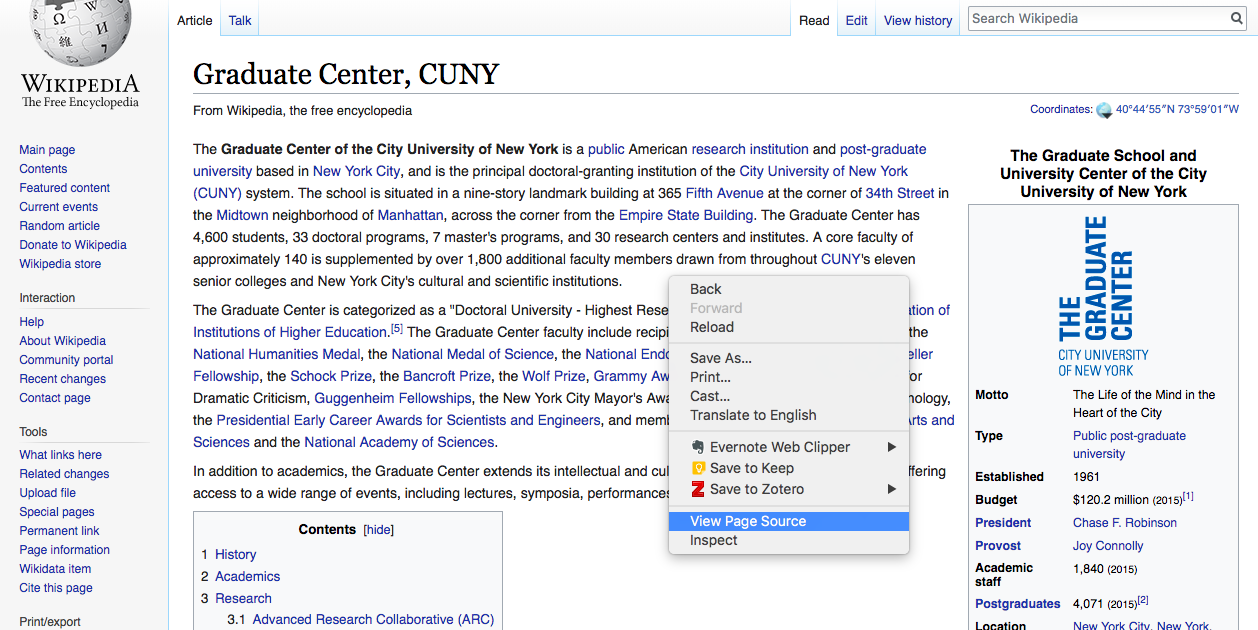 Article Talk Read Edit View history Search Wikipedia
WIKIPEDIA
The Free Encyclopedia
Main page
Contents
Featured content
Current events
Random article
Donate to Wikipedia
Wikipedia store
Interaction
Help
About Wikipedia
Community portal
Recent changes
Contact page
Tools
What links here
Related changes
Upload file
Special pages
Permanent link
Page information
Wikidata item
Cite this page
Print/export
Graduate Center, CUNY
From Wikipedia, the free encyclopedia
Coordinates: 40°44′55″N 73°59′01″W
The Graduate Center of the City University of New York is a public American research institution and post-graduate
university based in New York City, and is the principal doctoral-granting institution of the City University of New York
(CUNY) system. The school is situated in a nine-story landmark building at 365 Fifth Avenue at the corner of 34th Street in
the Midtown neighborhood of Manhattan, across the corner from the Empire State Building. The Graduate Center has
4,600 students, 33 doctoral programs, 7 master's programs, and 30 research centers and institutes. A core faculty of
approximately 140 is supplemented by over 1,800 additional faculty members drawn from throughout CUNY's eleven
senior colleges and New York City's cultural and scientific institutions.
The Graduate Center is categorized as a "Doctoral University - Highest Rese ation of
Institutions of Higher Education.[5] The Graduate Center faculty include recipi the
National Humanities Medal, the National Medal of Science, the National Endo eller
Fellowship, the Schock Prize, the Bancroft Prize, the Wolf Prize, Grammy Aw or
Dramatic Criticism, Guggenheim Fellowships, the New York City Mayor's Awa nology,
the Presidential Early Career Awards for Scientists and Engineers, and memb Arts and
Sciences and the National Academy of Sciences.
In addition to academics, the Graduate Center extends its intellectual and cul ffering
access to a wide range of events, including lectures, symposia, performances
Back
Forward
Reload
Save As...
Print...
Cast...
Translate to English
Evernote Web Clipper
Save to Keep
Save to Zotero
View Page Source
Inspect
Contents [hide]
1 History
2 Academics
3 Research
3.1 Advanced Research Collaborative (ARC)
The Graduate School and
University Center of the City
University of New York
THE
GRADUATE
CENTER
CITY UNIVERSITY
OF NEW YORK
Motto The Life of the Mind in the
Heart of the City
Type Public post-graduate
university
Established 1961
Budget $120.2 million (2015)[1]
President Chase F. Robinson
Provost Joy Connolly
Academic
staff 1,840 (2015)
Postgraduates 4,071 (2015)[2]
Location New York City, New York,